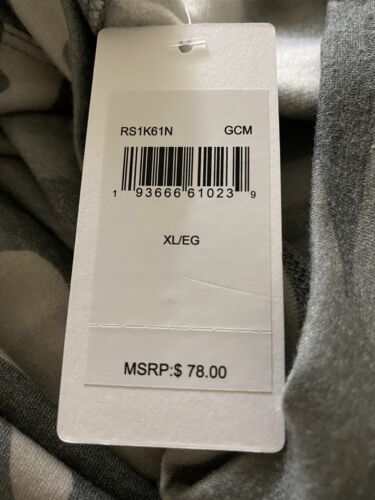 RS1K61N GCM
1 93666 61023 9
XL/EG
MSRP:$ 78.00